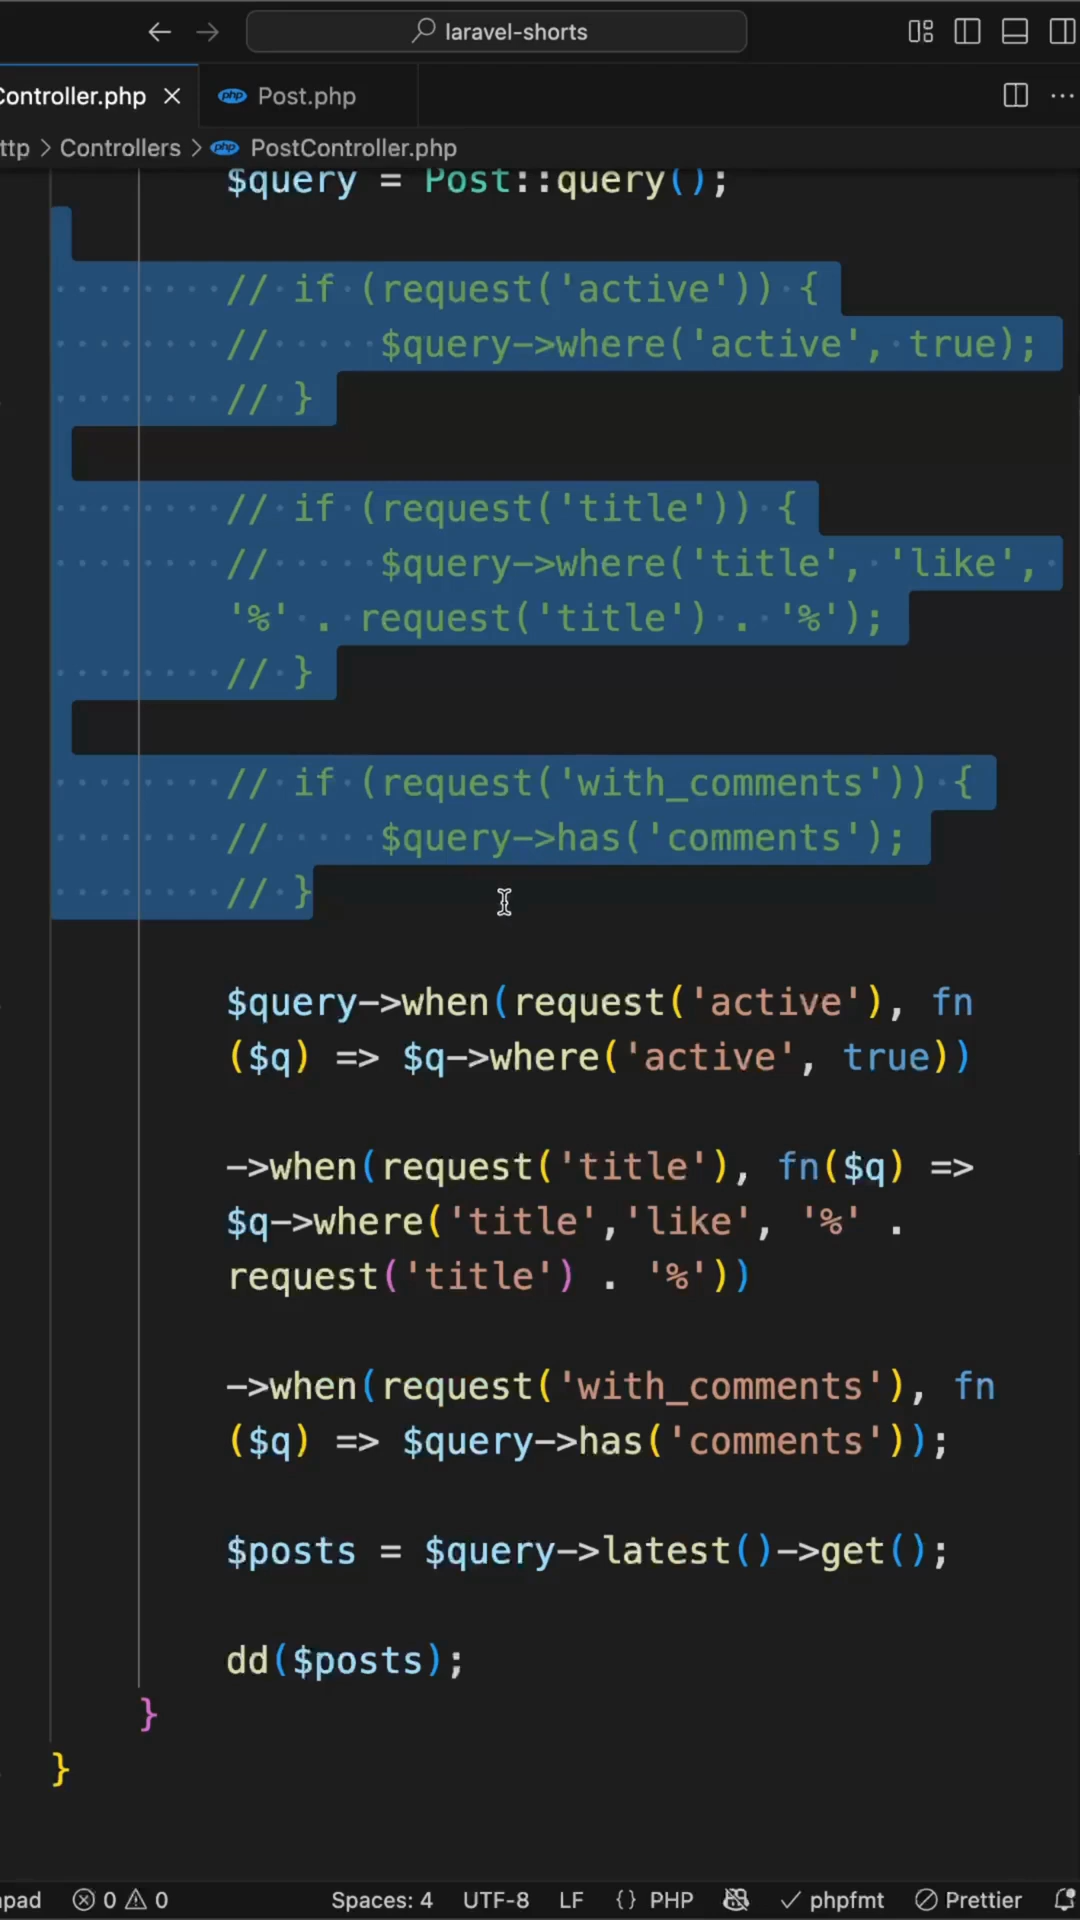 laravel-shorts
Controller.php
php Post.php
ttp > Controllers > php PostController.php
$query = Post::query();
// if (request('active')) {
//     $query->where('active', true);
// }
// if (request('title')) {
//     $query->where('title', 'like',
'%' . request('title') . '%');
// }
// if (request('with_comments')) {
//     $query->has('comments');
// }
$query->when(request('active'), fn
($q) => $q->where('active', true))
->when(request('title'), fn($q) =>
$q->where('title','like', '%' .
request('title') . '%'))
->when(request('with_comments'), fn
($q) => $query->has('comments'));
$posts = $query->latest()->get();
dd($posts);
}
}
npad 0 0 Spaces: 4 UTF-8 LF {} PHP phpfmt Prettier